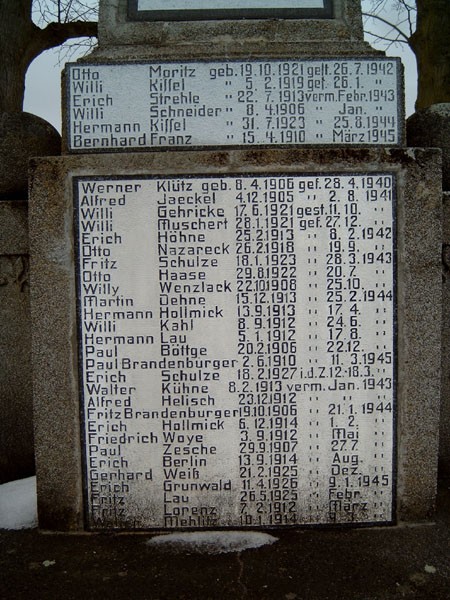 Otto Moritz geb. 19.10.1921 gefl. 26.7.1942
Willi Kiffel " 5.2.1919 gef. 26.1. "
Erich Strehle " 22.7.1913 verm. Febr. 1943
Willi Schneider " 8.4.1906 " Jan. "
Hermann Kiffel " 31.7.1923 " 25.8.1944
Bernhard Franz " 15.4.1910 " März 1945
Werner Klütz geb. 8.4.1906 gef. 28.4.1940
Alfred Jaeckel 4.12.1905 " 2.8.1941
Willi Gehricke 17.6.1921 gest. 11.10. "
Willi Muschert 28.1.1921 gef. 27.12. "
Erich Höhne 25.2.1913 " 8.2.1942
Otto Nazareck 26.2.1918 " 19.9. "
Fritz Schulze 18.1.1923 " 28.3.1943
Otto Haase 29.8.1922 " 20.7. "
Willy Wenzlack 22.10.1908 " 25.10. "
Martin Dehne 15.12.1913 " 25.2.1944
Hermann Hollmick 13.9.1913 " 17.4. "
Willi Kahl 8.9.1912 " 24.6. "
Hermann Lau 5.1.1912 " 17.8. "
Paul Böttge 20.2.1906 " 22.12. "
Paul Brandenburger 2.6.1910 " 11.3.1945
Erich Schulze 18.2.1927 i.d.Z. 12.-18.3. "
Walter Kühne 8.2.1913 verm. Jan. 1943
Alfred Helisch 23.12.1912 " " "
Fritz Brandenburger 19.10.1906 " 21.1.1944
Erich Hollmick 6.12.1914 " 1.2. "
Friedrich Woye 3.9.1912 " Mai "
Paul Zesche 29.9.1907 " 27.7. "
Erich Berlin 13.9.1914 " Aug. "
Gerhard Weiß 21.2.1925 " Dez. "
Erich Grunwald 11.4.1926 " 9.1.1945
Fritz Lau 26.5.1925 " Febr. "
Fritz Lorenz 7.2.1912 " März "
Mehlitz 10.1.1914